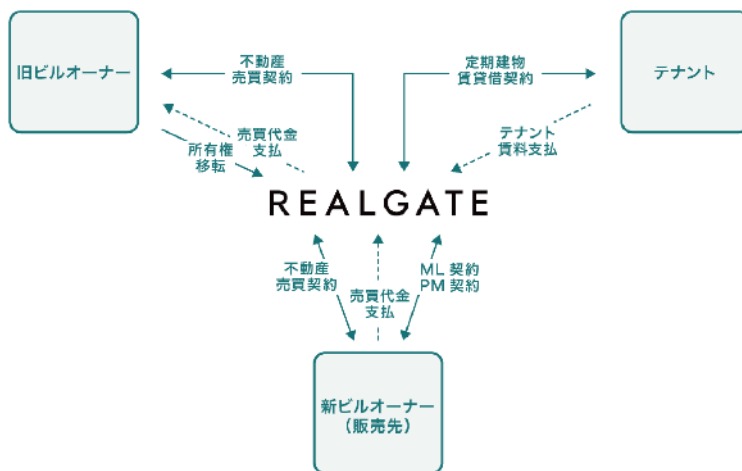 旧ビルオーナー
不動産
売買契約
定期建物
賃貸借契約
テナント
売買代金
支払
所有権
移転
テナント
賃料支払
REALGATE
不動産
売買契約
売買代金
支払
ML 契約
PM 契約
新ビルオーナー
(販売先)